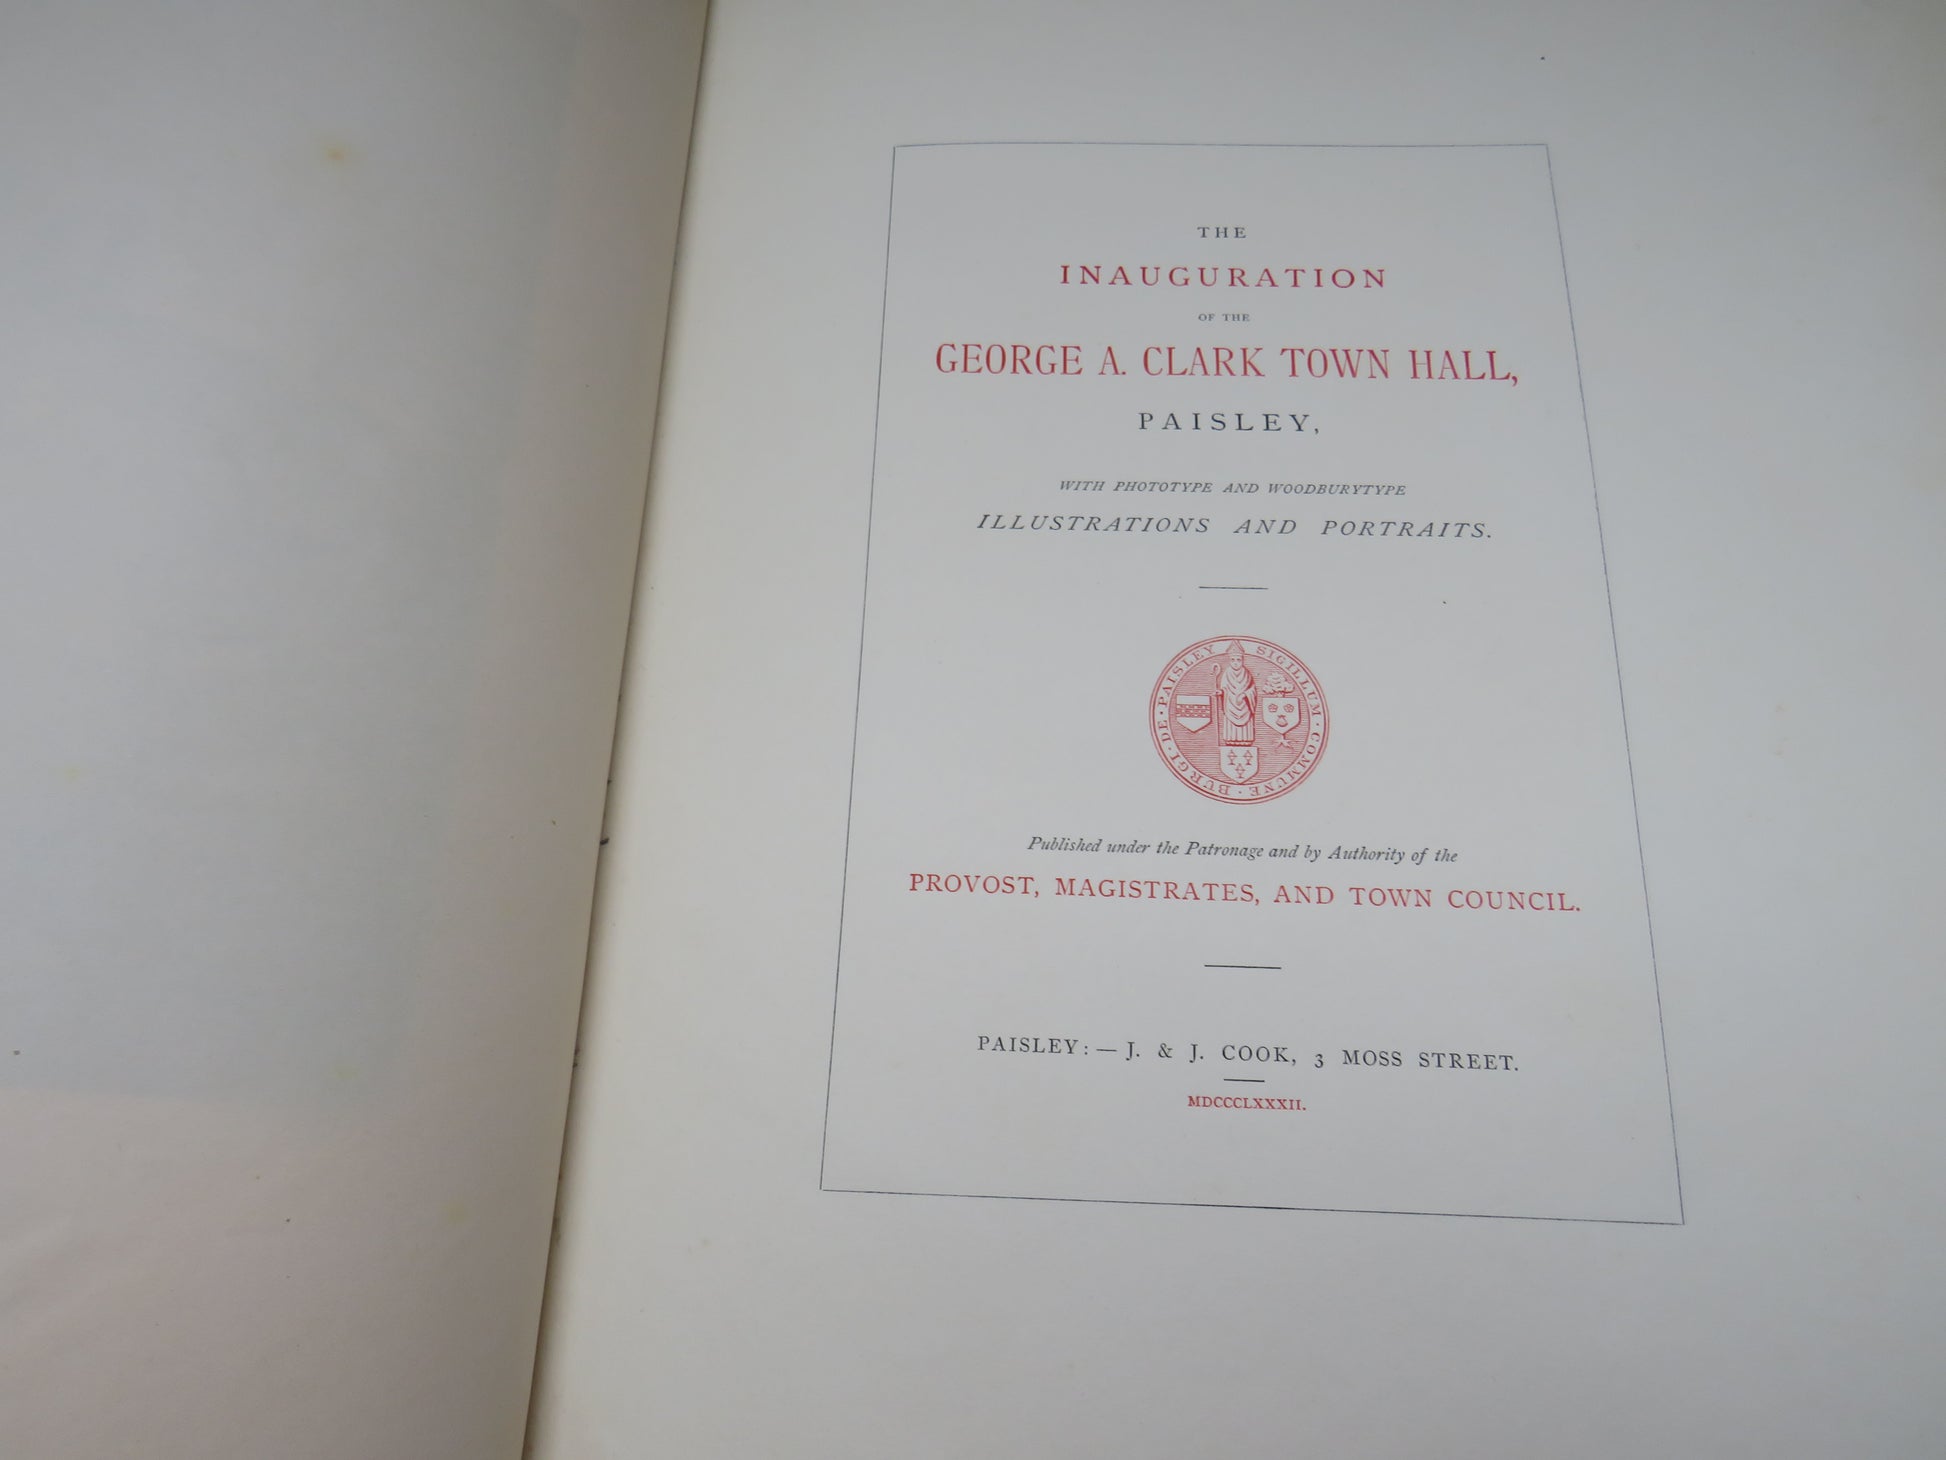 THE
INAUGURATION
OF THE
GEORGE A. CLARK TOWN HALL,
PAISLEY,
WITH PHOTOTYPE AND WOODBURYTYPE
ILLUSTRATIONS AND PORTRAITS.
SIGILLUM · COMMUNE · BURGI · DE · PAISLEY
Published under the Patronage and by Authority of the
PROVOST, MAGISTRATES, AND TOWN COUNCIL.
PAISLEY: — J. & J. COOK, 3 MOSS STREET.
MDCCCLXXXII.